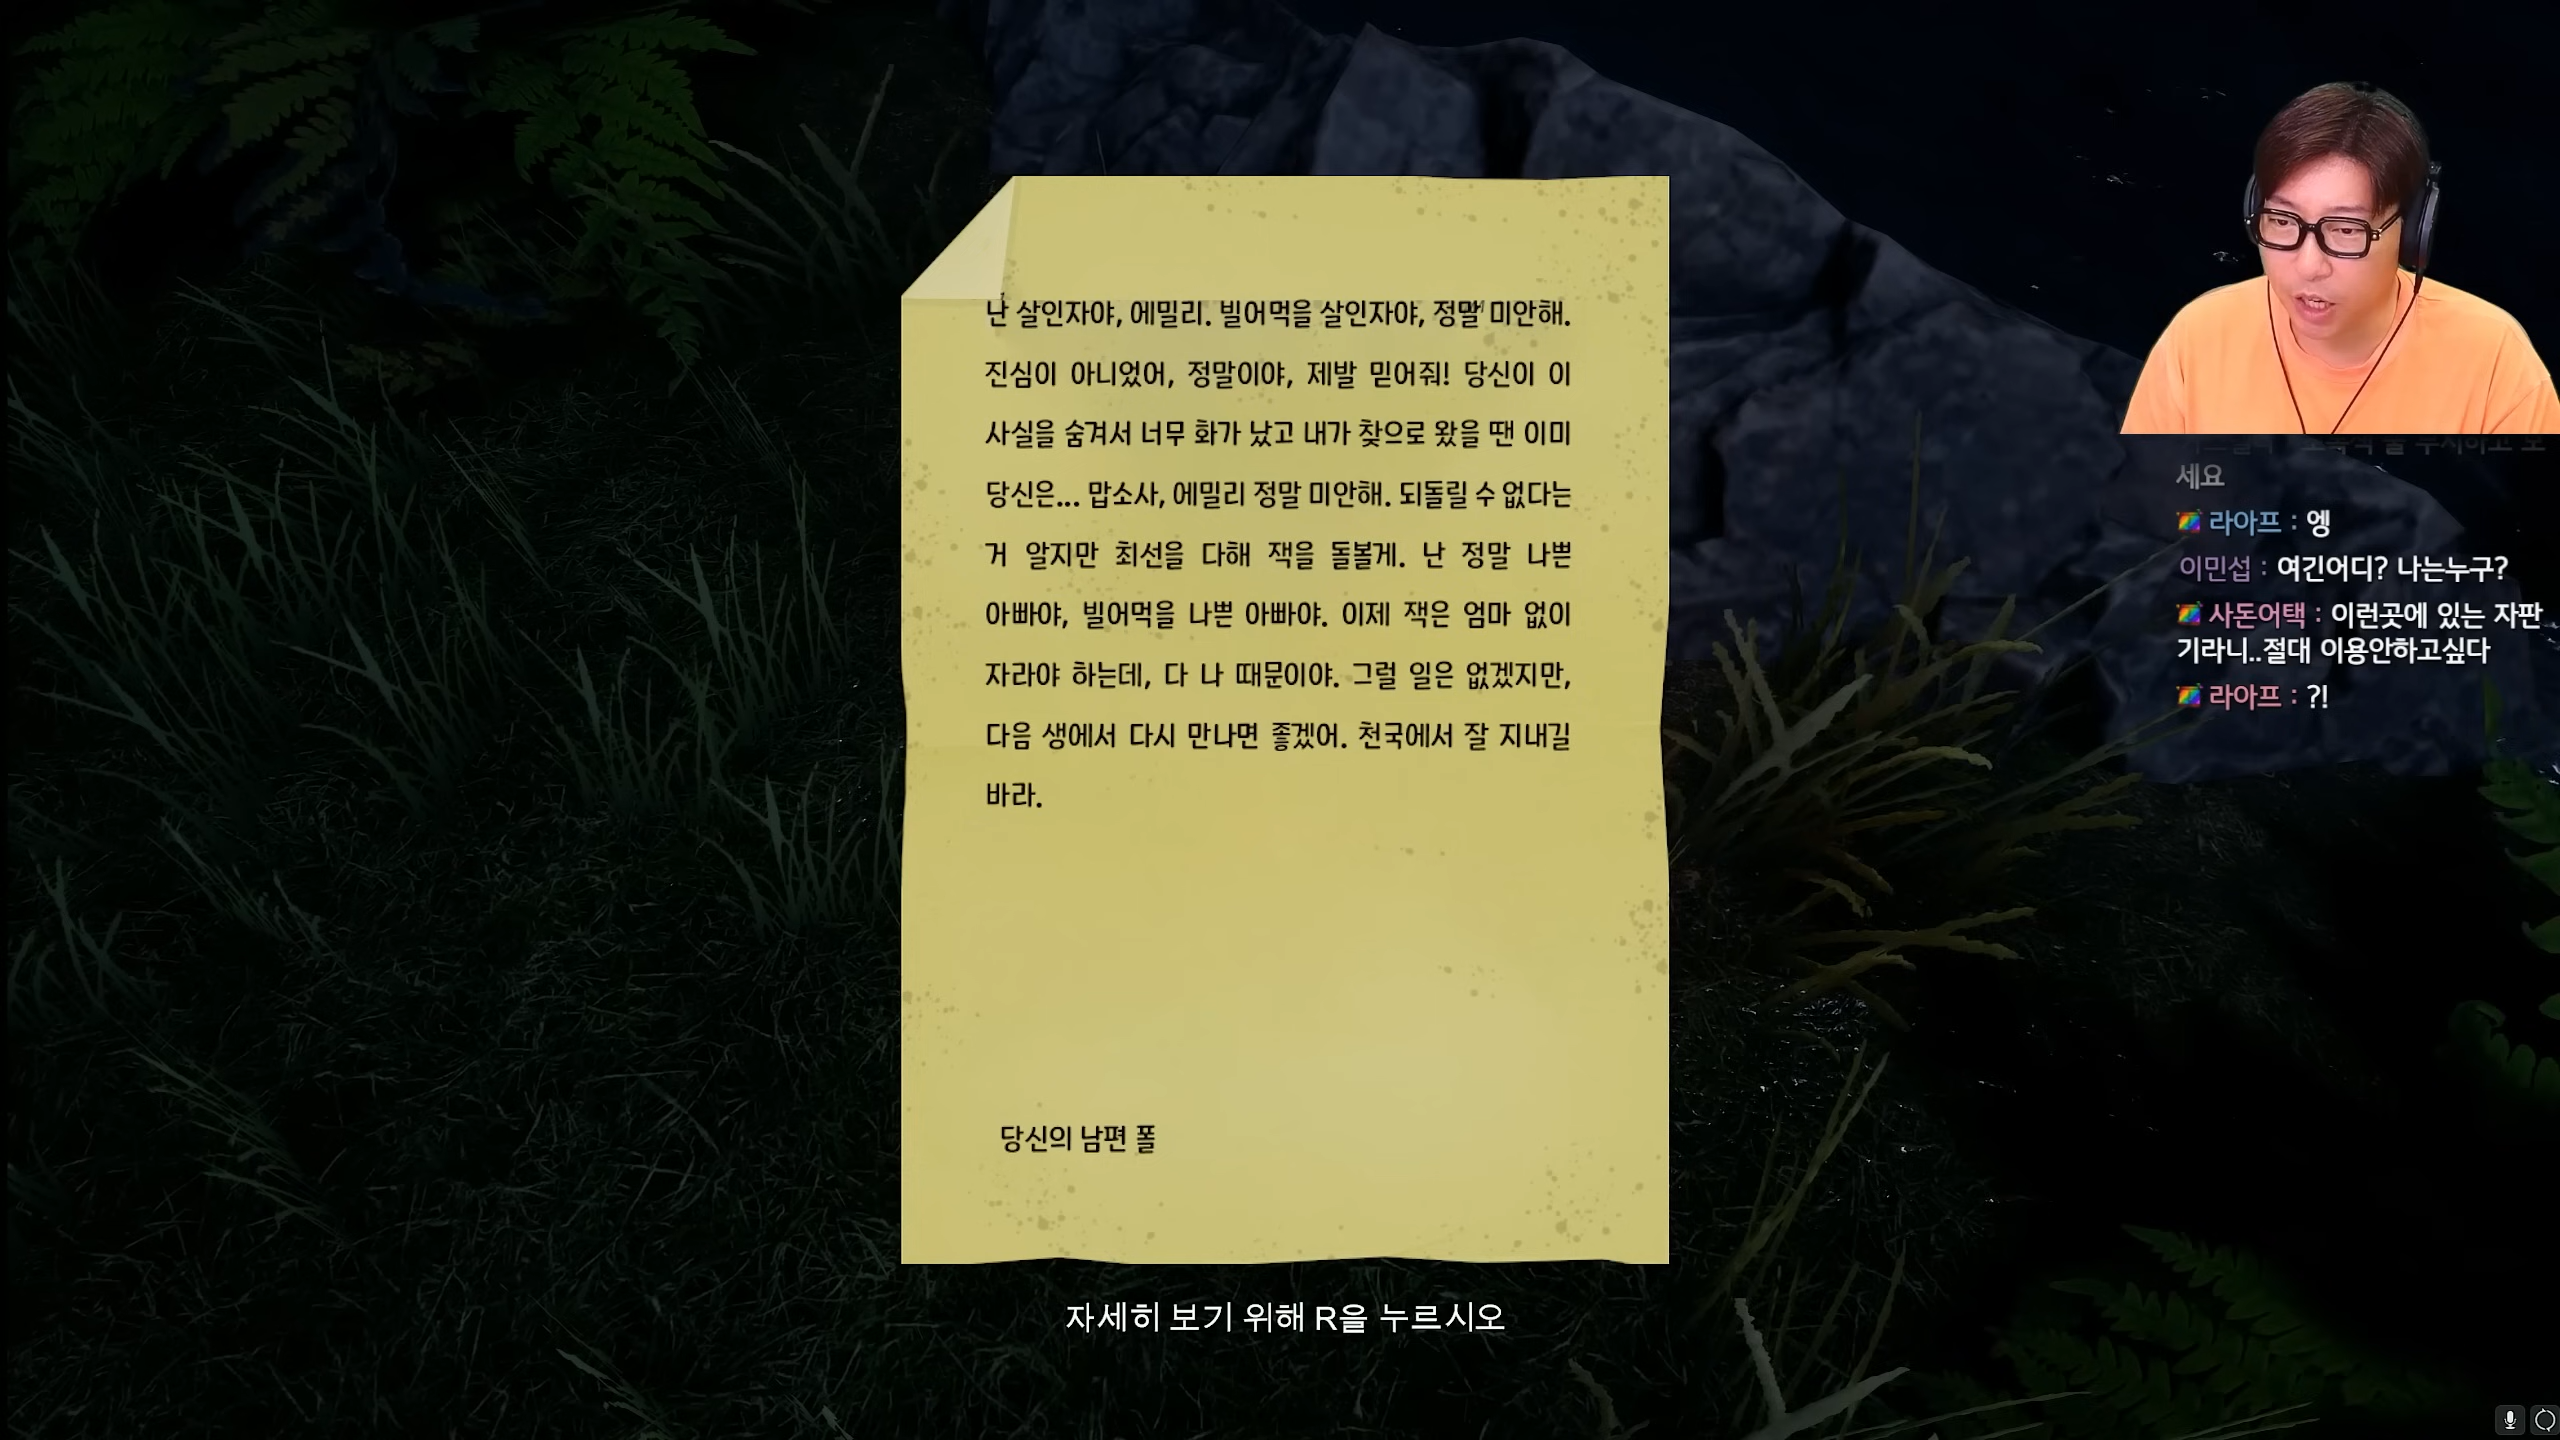 난 살인자야, 에밀리. 빌어먹을 살인자야, 정말 미안해.
진심이 아니었어, 정말이야, 제발 믿어줘! 당신이 이
사실을 숨겨서 너무 화가 났고 내가 찾으로 왔을 땐 이미
당신은... 맙소사, 에밀리 정말 미안해. 되돌릴 수 없다는
거 알지만 최선을 다해 잭을 돌볼게. 난 정말 나쁜
아빠야, 빌어먹을 나쁜 아빠야. 이제 잭은 엄마 없이
자라야 하는데, 다 나 때문이야. 그럴 일은 없겠지만,
다음 생에서 다시 만나면 좋겠어. 천국에서 잘 지내길
바라.
당신의 남편 폴
자세히 보기 위해 R을 누르시오
세요
라아프 : 엥
이민섭 : 여긴어디? 나는누구?
사돈어택 : 이런곳에 있는 자판
기라니..절대 이용안하고싶다
라아프 : ?!